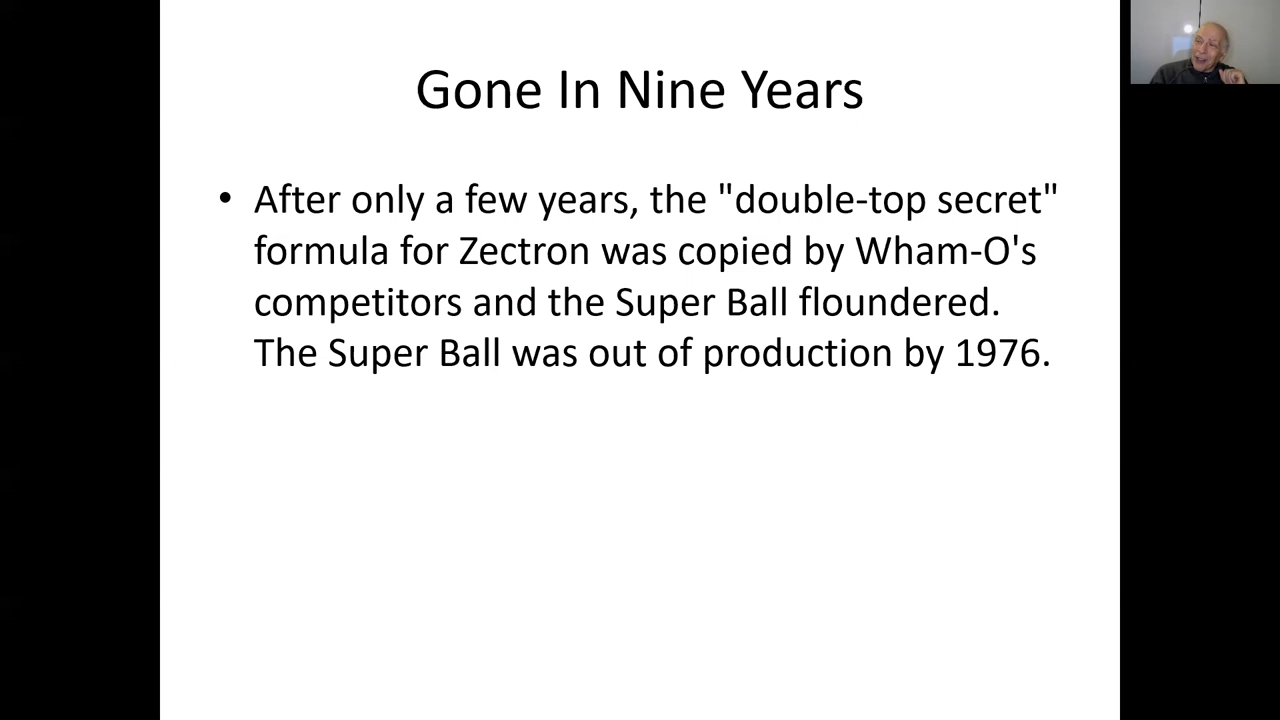 Gone In Nine Years
• After only a few years, the "double-top secret"
formula for Zectron was copied by Wham-O's
competitors and the Super Ball floundered.
The Super Ball was out of production by 1976.